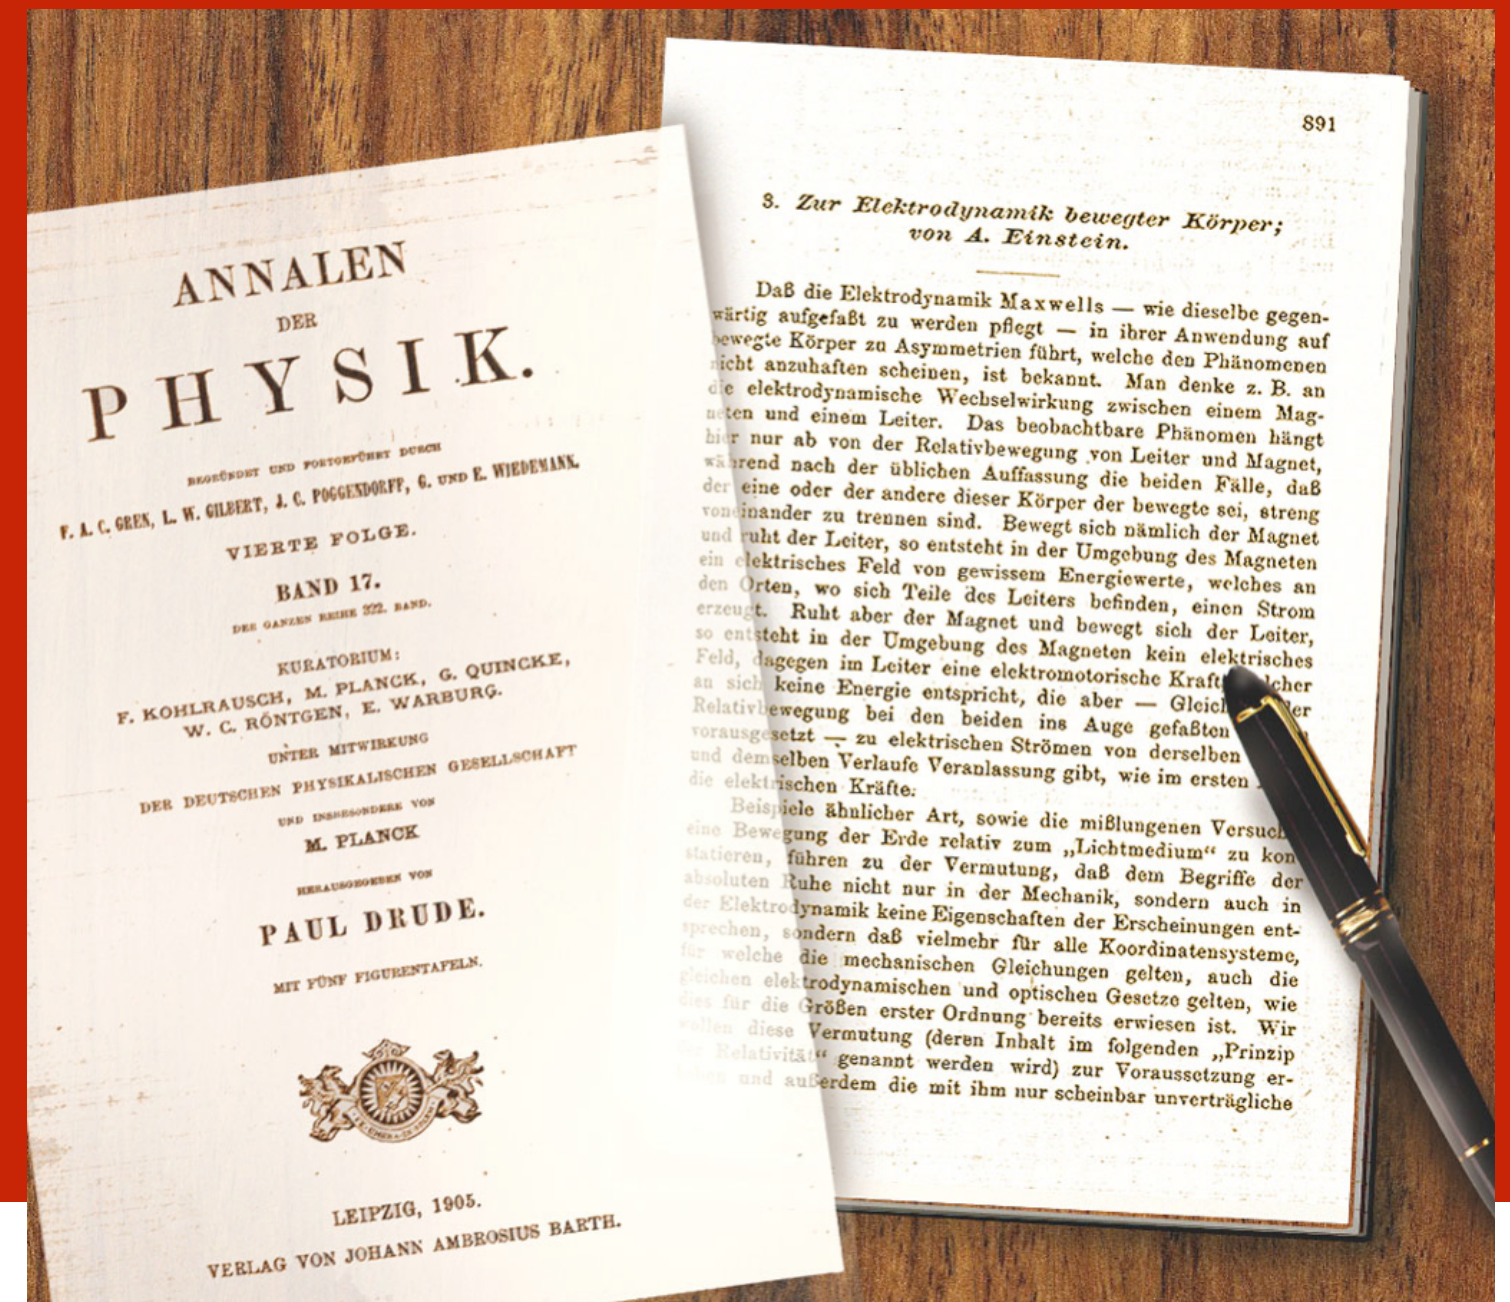 ANNALEN
DER
PHYSIK.
BEGRÜNDET UND FORTGEFÜHRT DURCH
F. A. C. GREN, L. W. GILBERT, J. C. POGGENDORFF, G. UND E. WIEDEMANN.
VIERTE FOLGE.
BAND 17.
DER GANZEN REIHE 322. BAND.
KURATORIUM:
F. KOHLRAUSCH, M. PLANCK, G. QUINCKE,
W. C. RÖNTGEN, E. WARBURG.
UNTER MITWIRKUNG
DER DEUTSCHEN PHYSIKALISCHEN GESELLSCHAFT
UND INSBESONDERE VON
M. PLANCK
HERAUSGEGEBEN VON
PAUL DRUDE.
MIT FÜNF FIGURENTAFELN.
LEIPZIG, 1905.
VERLAG VON JOHANN AMBROSIUS BARTH.
891
3. Zur Elektrodynamik bewegter Körper;
von A. Einstein.
Daß die Elektrodynamik Maxwells — wie dieselbe gegen-
wärtig aufgefaßt zu werden pflegt — in ihrer Anwendung auf
bewegte Körper zu Asymmetrien führt, welche den Phänomenen
nicht anzuhaften scheinen, ist bekannt. Man denke z. B. an
die elektrodynamische Wechselwirkung zwischen einem Mag-
neten und einem Leiter. Das beobachtbare Phänomen hängt
hier nur ab von der Relativbewegung von Leiter und Magnet,
während nach der üblichen Auffassung die beiden Fälle, daß
der eine oder der andere dieser Körper der bewegte sei, streng
voneinander zu trennen sind. Bewegt sich nämlich der Magnet
und ruht der Leiter, so entsteht in der Umgebung des Magneten
ein elektrisches Feld von gewissem Energiewerte, welches an
den Orten, wo sich Teile des Leiters befinden, einen Strom
erzeugt. Ruht aber der Magnet und bewegt sich der Leiter,
so entsteht in der Umgebung des Magneten kein elektrisches
Feld, dagegen im Leiter eine elektromotorische Kraft
an sich keine Energie entspricht, die aber —
Relativbewegung bei den beiden ins Auge gefaßten
vorausgesetzt — zu elektrischen Strömen von derselben
und demselben Verlaufe Veranlassung gibt, wie im ersten
die elektrischen Kräfte.
Beispiele ähnlicher Art, sowie die mißlungenen Versuch
eine Bewegung der Erde relativ zum „Lichtmedium“ zu kon
statieren, führen zu der Vermutung, daß dem Begriffe der
absoluten Ruhe nicht nur in der Mechanik, sondern auch in
der Elektrodynamik keine Eigenschaften der Erscheinungen ent-
sprechen, sondern daß vielmehr für alle Koordinatensysteme,
für welche die mechanischen Gleichungen gelten, auch die
gleichen elektrodynamischen und optischen Gesetze gelten, wie
dies für die Größen erster Ordnung bereits erwiesen ist. Wir
wollen diese Vermutung (deren Inhalt im folgenden „Prinzip
der Relativität“ genannt werden wird) zur Voraussetzung er-
und außerdem die mit ihm nur scheinbar unverträgliche